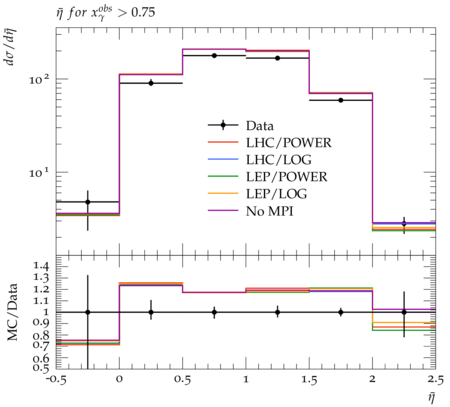 η̄ for x_γ^obs > 0.75
dσ/dη̄
10²
10¹
Data
LHC/POWER
LHC/LOG
LEP/POWER
LEP/LOG
No MPI
MC/Data
1.4
1.3
1.2
1.1
1
0.9
0.8
0.7
0.6
0.5
-0.5 0 0.5 1 1.5 2 2.5
η̄